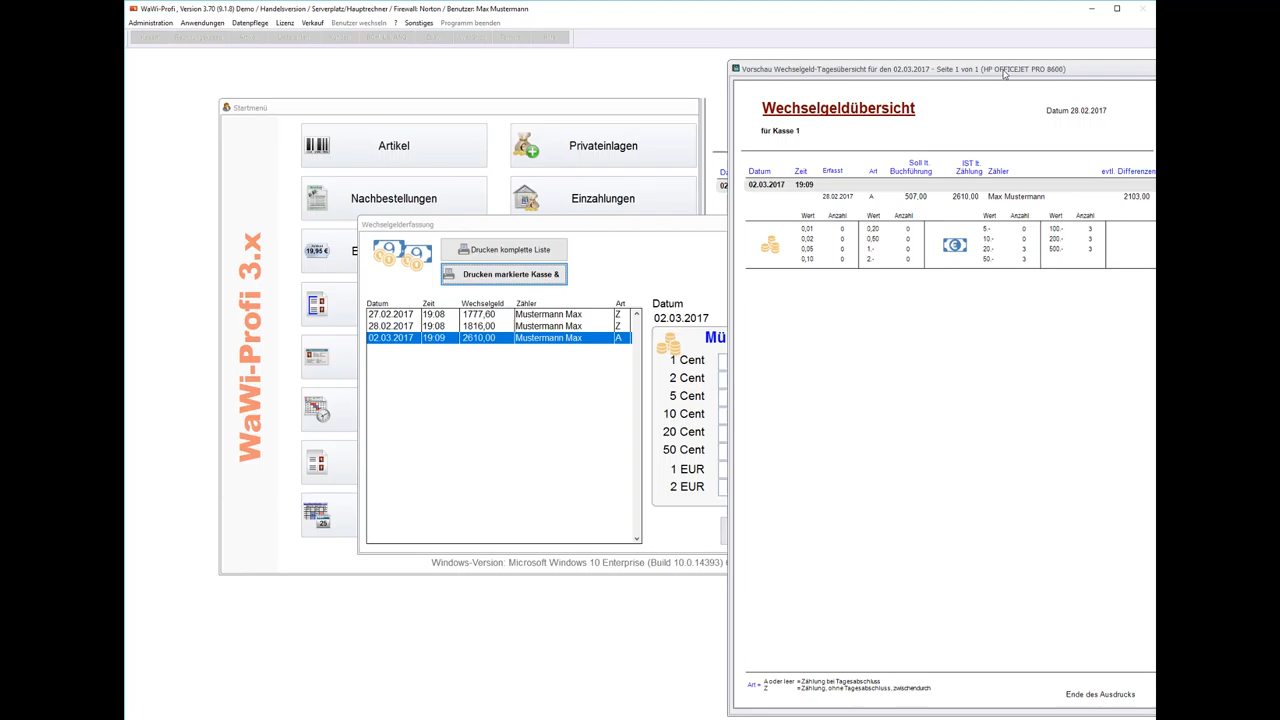 WaWi-Profi , Version 3.70 (9.1.8) Demo / Handelsversion / Serverplatz/Hauptrechner / Firewall: Norton / Benutzer: Max Mustermann
Administration Anwendungen Datenpflege Lizenz Verkauf Benutzer wechseln ? Sonstiges Programm beenden
Startmenü
WaWi-Profi 3.x
Artikel
Privateinlagen
Nachbestellungen
Einzahlungen
19,95 €
E
25
Windows-Version: Microsoft Windows 10 Enterprise (Build 10.0.14393)
Wechselgelderfassung
Drucken komplette Liste
Drucken markierte Kasse &
Datum Zeit Wechselgeld Zähler Art
27.02.2017 19:08 1777,60 Mustermann Max Z
28.02.2017 19:08 1816,00 Mustermann Max Z
02.03.2017 19:09 2610,00 Mustermann Max A
Datum
02.03.2017
Mü
1 Cent
2 Cent
5 Cent
10 Cent
20 Cent
50 Cent
1 EUR
2 EUR
Vorschau Wechselgeld-Tagesübersicht für den 02.03.2017 - Seite 1 von 1 (HP OFFICEJET PRO 8600)
Wechselgeldübersicht
Datum 28.02.2017
für Kasse 1
Datum Zeit Erfasst Art Soll lt. Buchführung IST lt. Zählung Zähler evtl. Differenzen
02.03.2017 19:09
28.02.2017 A 507,00 2610,00 Max Mustermann 2103,00
Wert Anzahl Wert Anzahl Wert Anzahl Wert Anzahl
0,01 0 0,20 0 5.- 0 100.- 3
0,02 0 0,50 0 10.- 0 200.- 3
0,05 0 1.- 0 20.- 3 500.- 3
0,10 0 2.- 0 50.- 3
Art = A oder leer =Zählung bei Tagesabschluss
Z =Zählung, ohne Tagesabschluss, zwischendurch
Ende des Ausdrucks